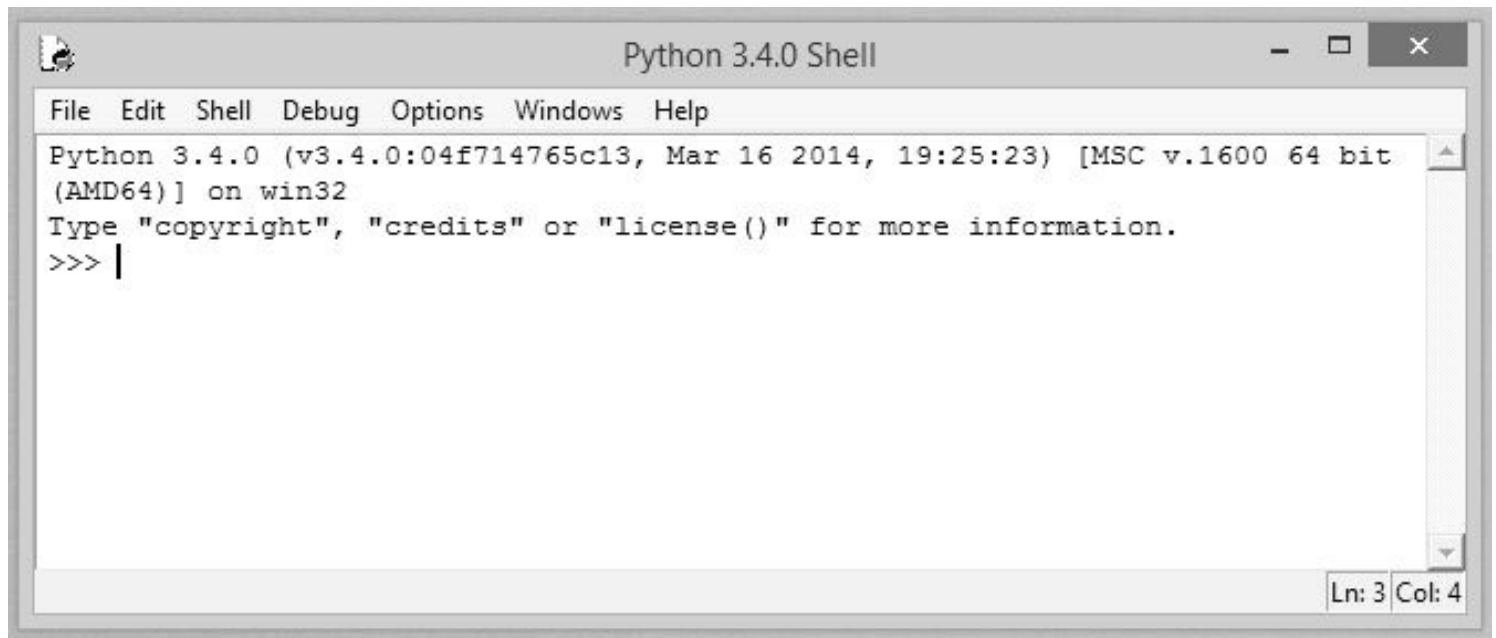 Python 3.4.0 Shell
File Edit Shell Debug Options Windows Help
Python 3.4.0 (v3.4.0:04f714765c13, Mar 16 2014, 19:25:23) [MSC v.1600 64 bit
(AMD64)] on win32
Type "copyright", "credits" or "license()" for more information.
>>>
Ln: 3 Col: 4